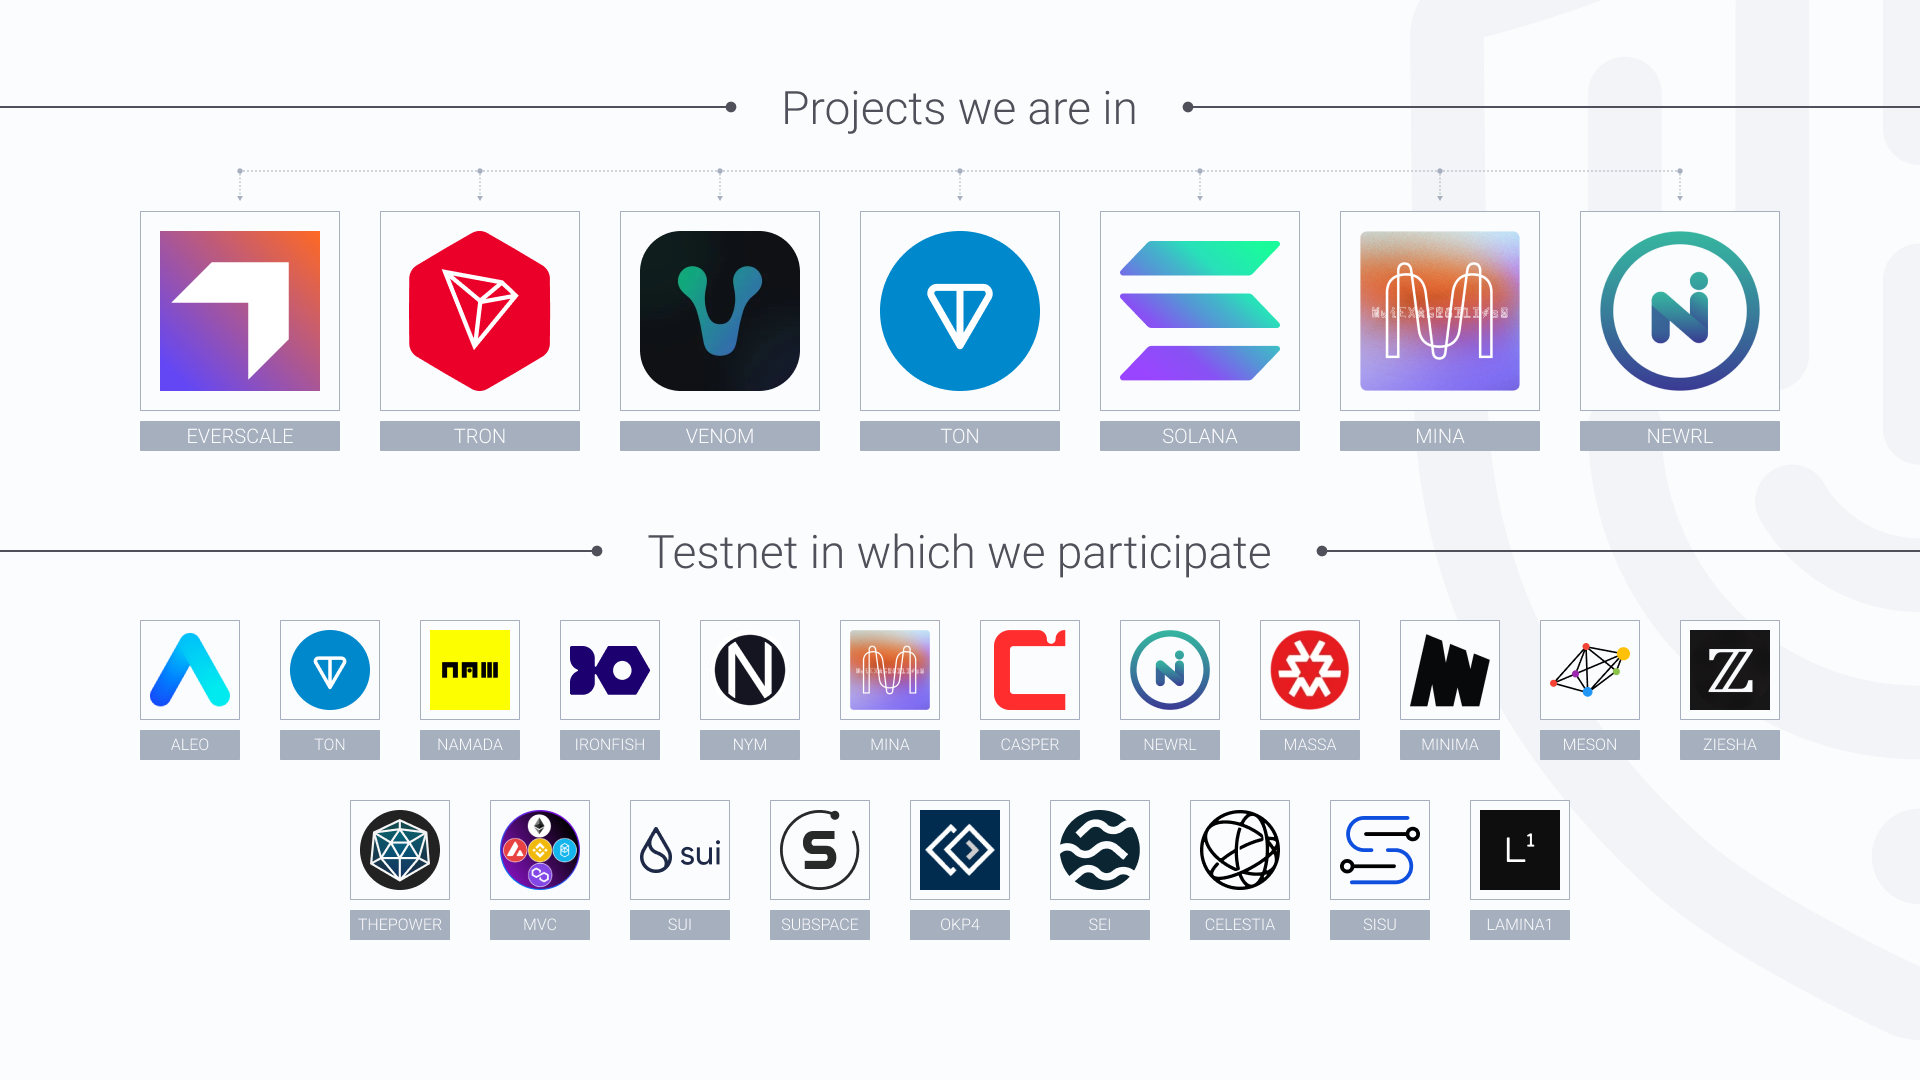 Projects we are in
EVERSCALE TRON VENOM TON SOLANA MINA NEWRL
Testnet in which we participate
ALEO TON NAMADA IRONFISH NYM MINA CASPER NEWRL MASSA MINIMA MESON ZIESHA
sui S L1
THEPOWER MVC SUI SUBSPACE OKP4 SEI CELESTIA SISU LAMINA1